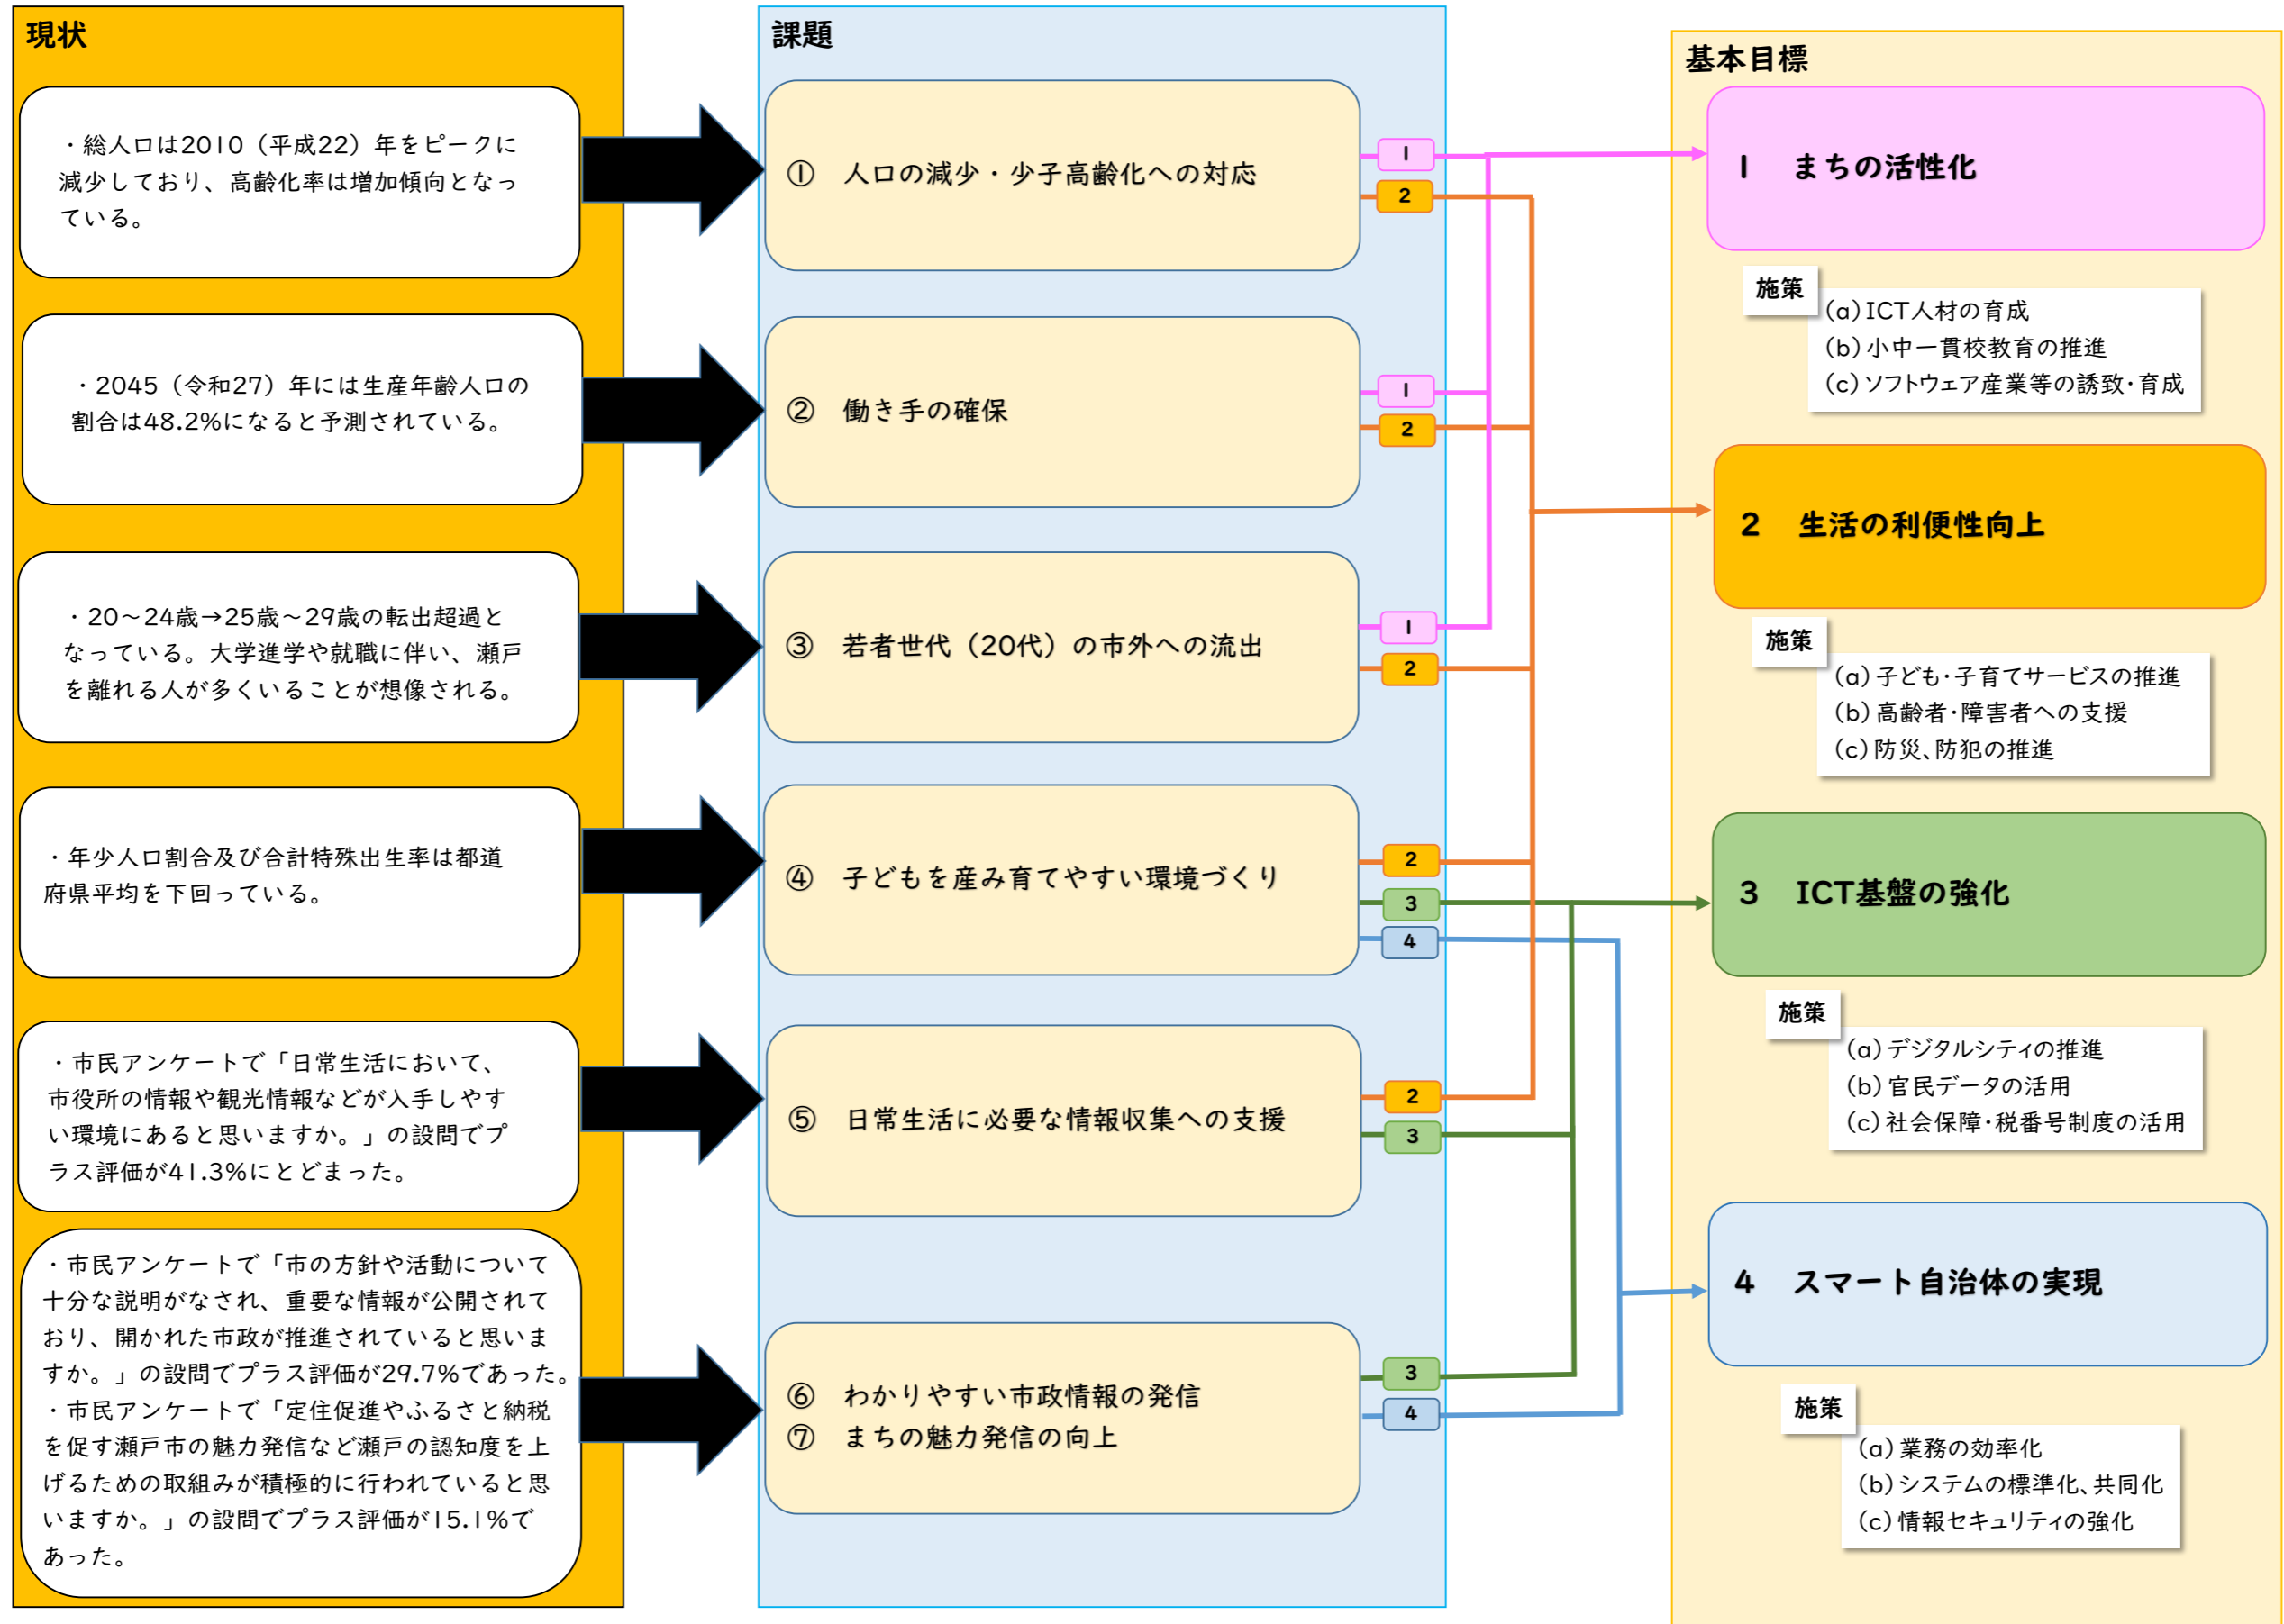 現状
・総人口は2010（平成22）年をピークに
減少しており、高齢化率は増加傾向となっ
ている。
・2045（令和27）年には生産年齢人口の
割合は48.2%になると予測されている。
・20～24歳→25歳～29歳の転出超過と
なっている。大学進学や就職に伴い、瀬戸
を離れる人が多くいることが想像される。
・年少人口割合及び合計特殊出生率は都道
府県平均を下回っている。
・市民アンケートで「日常生活において、
市役所の情報や観光情報などが入手しやす
い環境にあると思いますか。」の設問でプ
ラス評価が41.3%にとどまった。
・市民アンケートで「市の方針や活動について
十分な説明がなされ、重要な情報が公開されて
おり、開かれた市政が推進されていると思いま
すか。」の設問でプラス評価が29.7%であった。
・市民アンケートで「定住促進やふるさと納税
を促す瀬戸市の魅力発信など瀬戸の認知度を上
げるための取組みが積極的に行われていると思
いますか。」の設問でプラス評価が15.1%で
あった。
課題
① 人口の減少・少子高齢化への対応
1
2
② 働き手の確保
1
2
③ 若者世代（20代）の市外への流出
1
2
④ 子どもを産み育てやすい環境づくり
2
3
4
⑤ 日常生活に必要な情報収集への支援
2
3
⑥ わかりやすい市政情報の発信
⑦ まちの魅力発信の向上
3
4
基本目標
1 まちの活性化
施策
(a)ICT人材の育成
(b)小中一貫校教育の推進
(c)ソフトウェア産業等の誘致・育成
2 生活の利便性向上
施策
(a)子ども・子育てサービスの推進
(b)高齢者・障害者への支援
(c)防災、防犯の推進
3 ICT基盤の強化
施策
(a)デジタルシティの推進
(b)官民データの活用
(c)社会保障・税番号制度の活用
4 スマート自治体の実現
施策
(a)業務の効率化
(b)システムの標準化、共同化
(c)情報セキュリティの強化